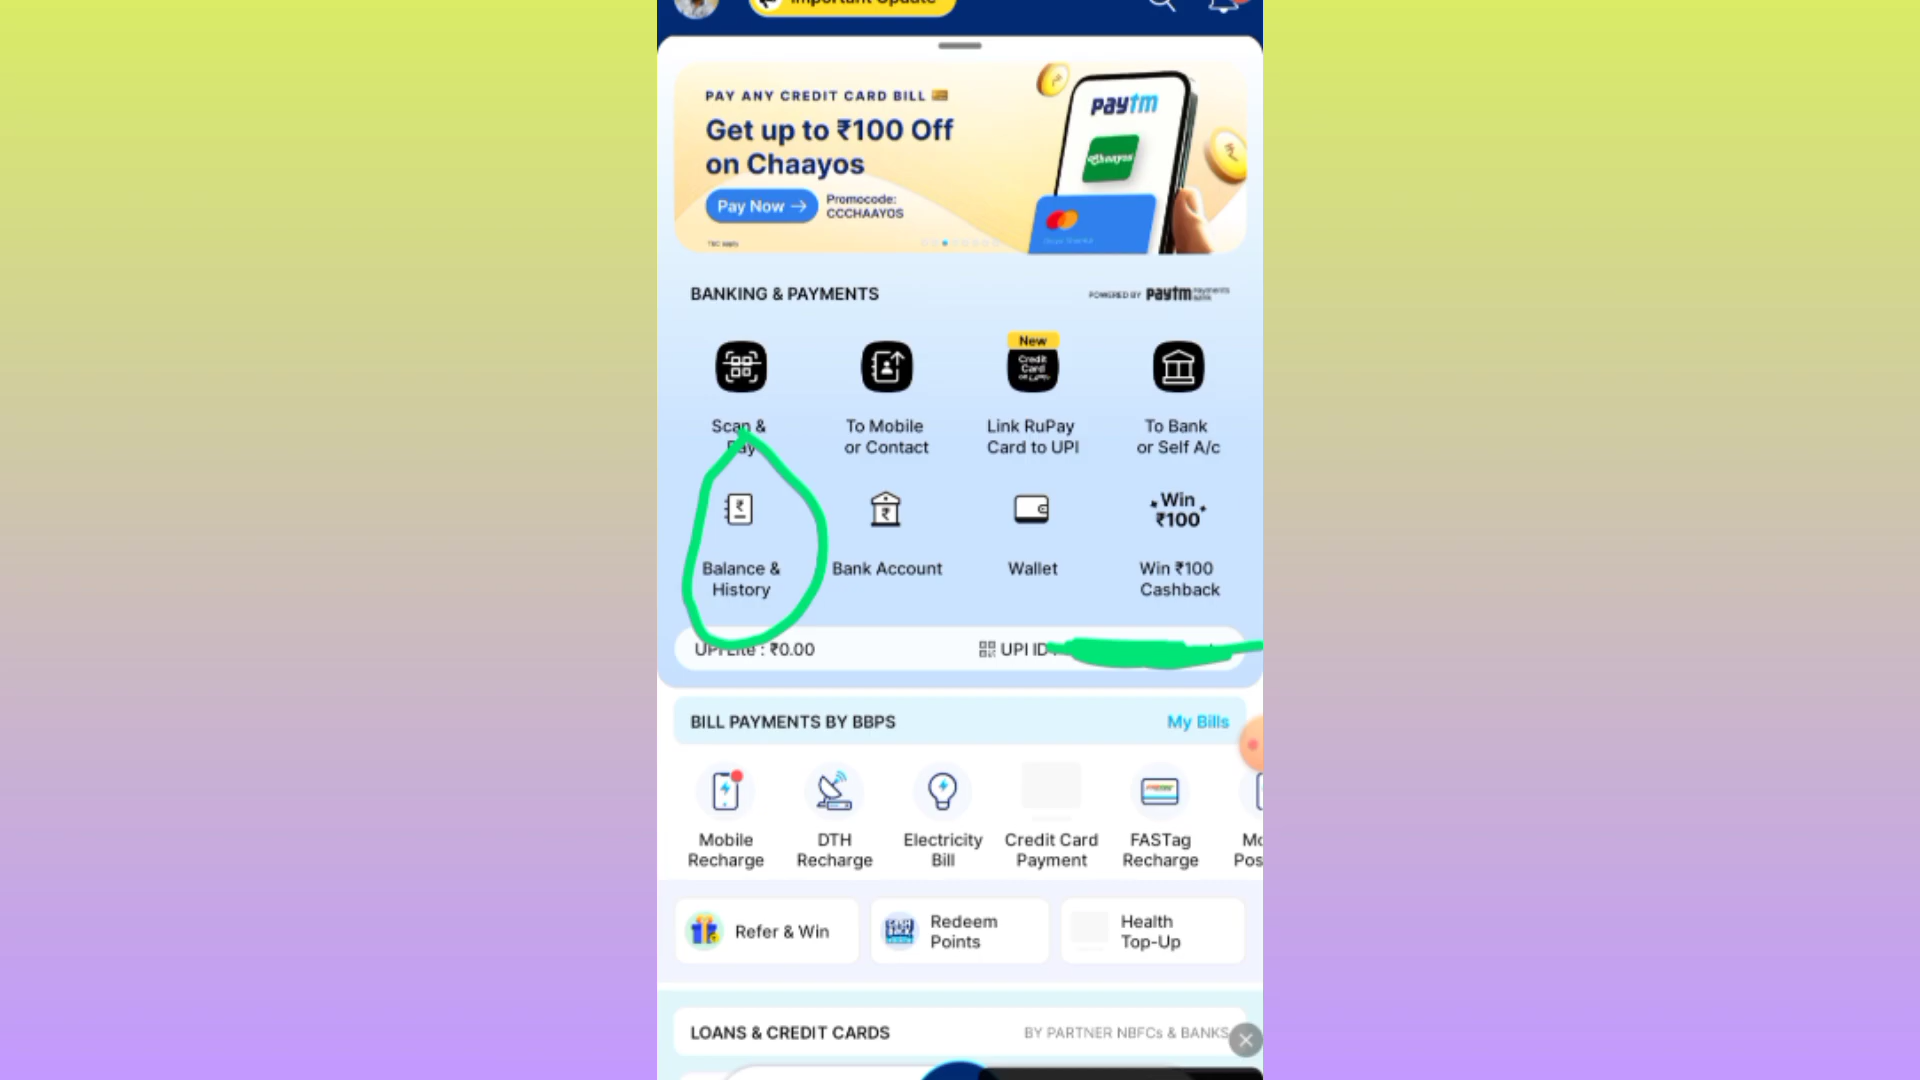 Important Update
PAY ANY CREDIT CARD BILL
Get up to ₹100 Off
on Chaayos
Pay Now →
Promocode:
CCCHAAYOS
T&C apply
paytm
Chaayos
BANKING & PAYMENTS
POWERED BY paytm payments bank
New
Credit
Card
on UPI
Scan &
Pay
To Mobile
or Contact
Link RuPay
Card to UPI
To Bank
or Self A/c
Win
₹100
Balance &
History
Bank Account
Wallet
Win ₹100
Cashback
UPI Lite : ₹0.00
UPI ID :
BILL PAYMENTS BY BBPS
My Bills
Mobile
Recharge
DTH
Recharge
Electricity
Bill
Credit Card
Payment
FASTag
Recharge
Refer & Win
Redeem
Points
Health
Top-Up
LOANS & CREDIT CARDS
BY PARTNER NBFCs & BANKS